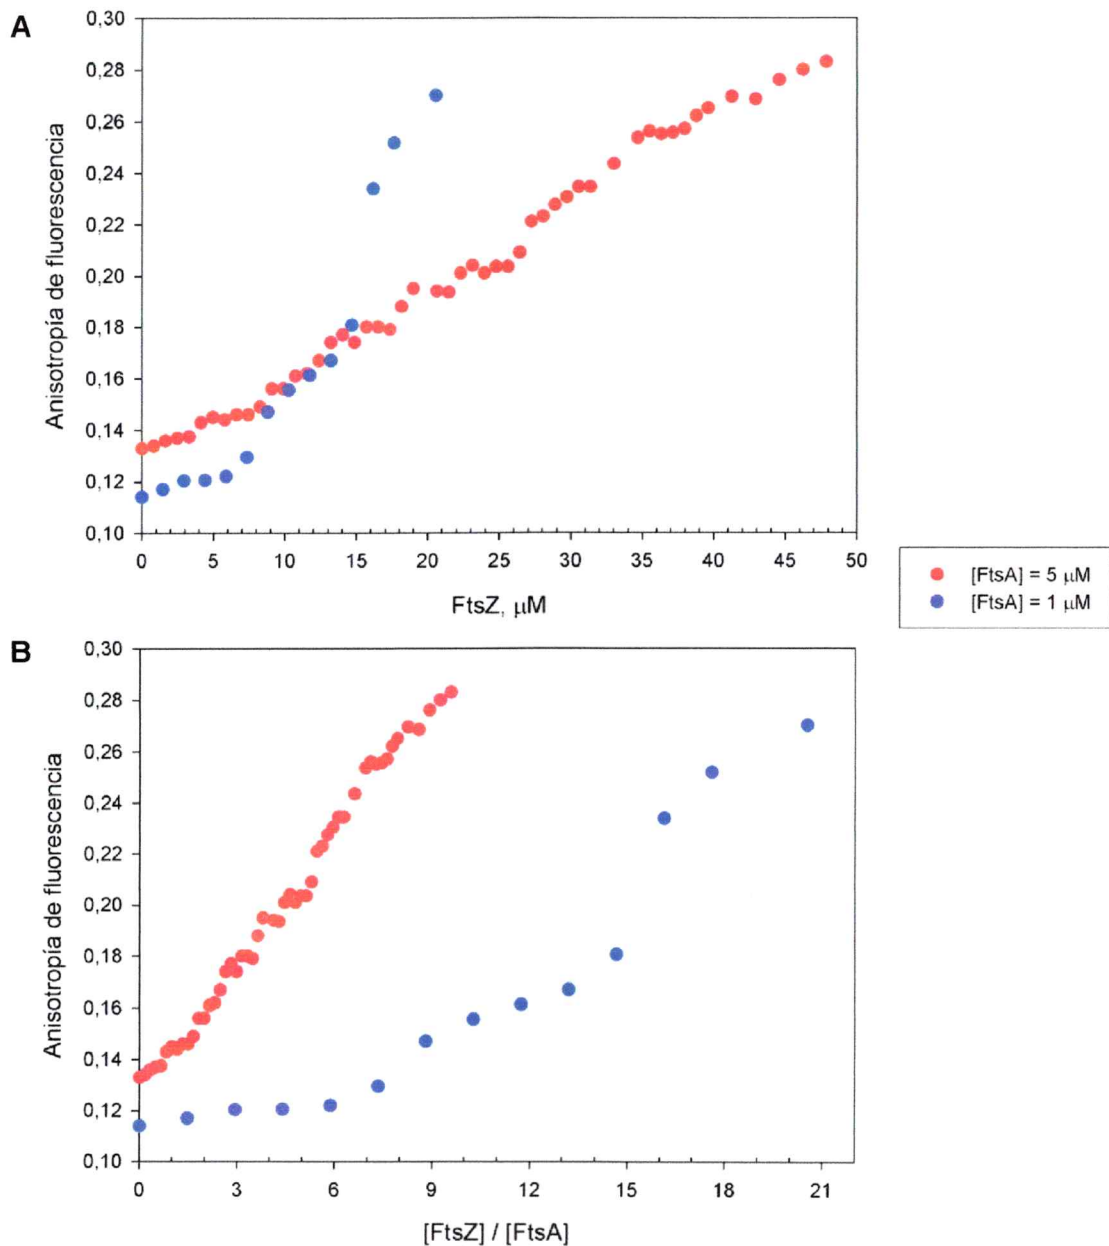 A
Anisotropía de fluorescencia
0,30
0,28
0,26
0,24
0,22
0,20
0,18
0,16
0,14
0,12
0,10
0 5 10 15 20 25 30 35 40 45 50
FtsZ, μM
[FtsA] = 5 μM
[FtsA] = 1 μM
B
Anisotropía de fluorescencia
0,30
0,28
0,26
0,24
0,22
0,20
0,18
0,16
0,14
0,12
0,10
0 3 6 9 12 15 18 21
[FtsZ] / [FtsA]